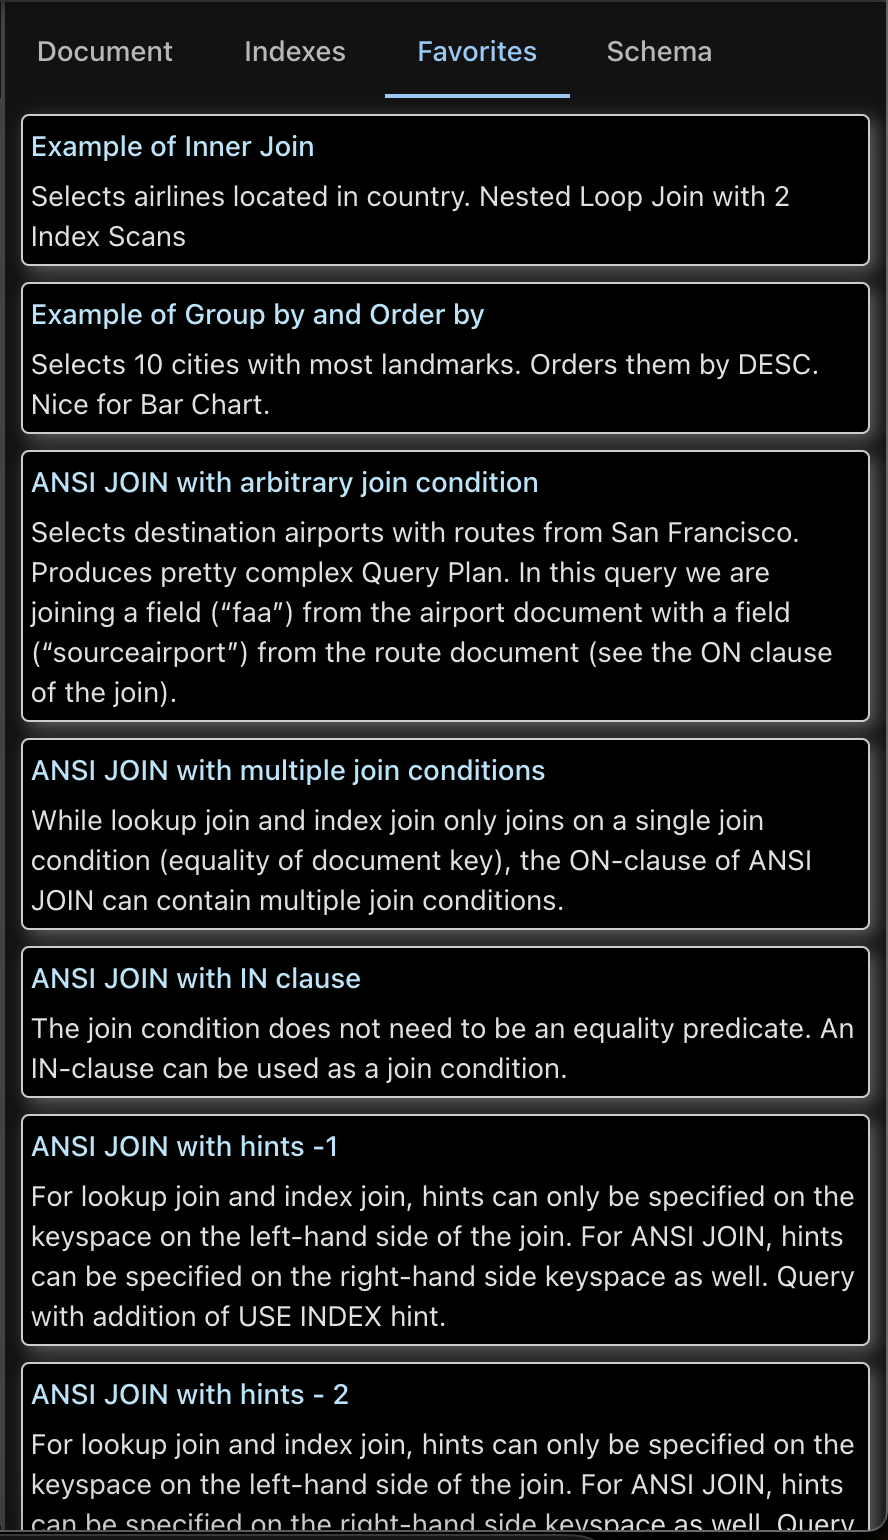 Document Indexes Favorites Schema
Example of Inner Join
Selects airlines located in country. Nested Loop Join with 2
Index Scans
Example of Group by and Order by
Selects 10 cities with most landmarks. Orders them by DESC.
Nice for Bar Chart.
ANSI JOIN with arbitrary join condition
Selects destination airports with routes from San Francisco.
Produces pretty complex Query Plan. In this query we are
joining a field (“faa”) from the airport document with a field
(“sourceairport”) from the route document (see the ON clause
of the join).
ANSI JOIN with multiple join conditions
While lookup join and index join only joins on a single join
condition (equality of document key), the ON-clause of ANSI
JOIN can contain multiple join conditions.
ANSI JOIN with IN clause
The join condition does not need to be an equality predicate. An
IN-clause can be used as a join condition.
ANSI JOIN with hints -1
For lookup join and index join, hints can only be specified on the
keyspace on the left-hand side of the join. For ANSI JOIN, hints
can be specified on the right-hand side keyspace as well. Query
with addition of USE INDEX hint.
ANSI JOIN with hints - 2
For lookup join and index join, hints can only be specified on the
keyspace on the left-hand side of the join. For ANSI JOIN, hints
can be specified on the right-hand side keyspace as well. Query